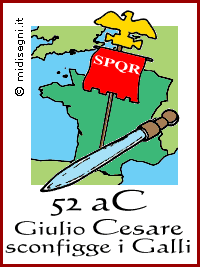 © midisegni.it
SPQR
52 aC
Giulio Cesare
sconfigge i Galli